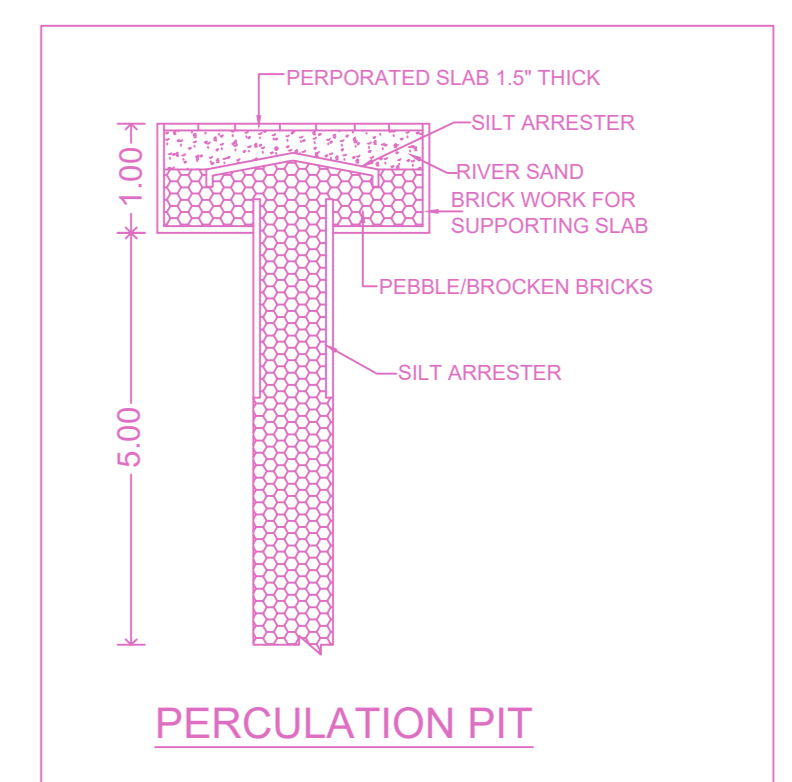 PERPORATED SLAB 1.5" THICK
SILT ARRESTER
RIVER SAND
BRICK WORK FOR
SUPPORTING SLAB
PEBBLE/BROCKEN BRICKS
SILT ARRESTER
1.00
5.00
PERCULATION PIT